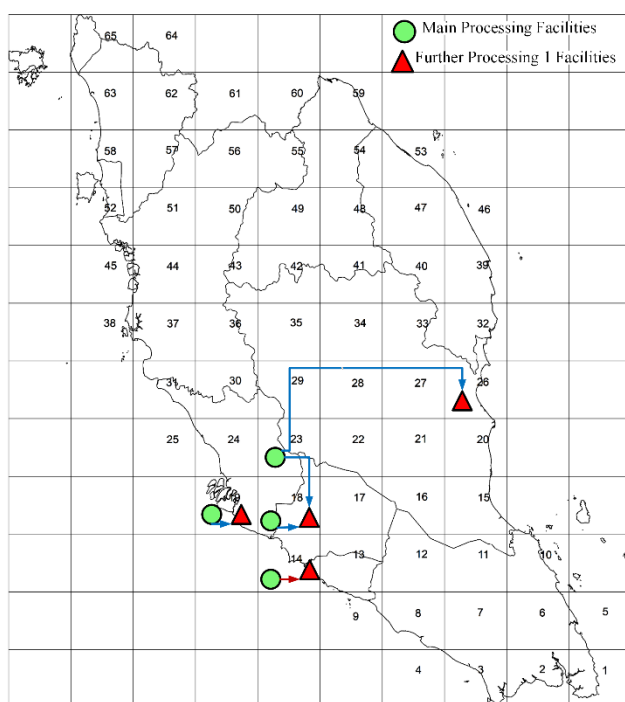 65 64
Main Processing Facilities
Further Processing 1 Facilities
63 62 61 60 59
58 57 56 55 54 53
52 51 50 49 48 47 46
45 44 43 42 41 40 39
38 37 36 35 34 33 32
31 30 29 28 27 26
25 24 23 22 21 20
18 17 16 15
14 13 12 11 10
9 8 7 6 5
4 3 2 1